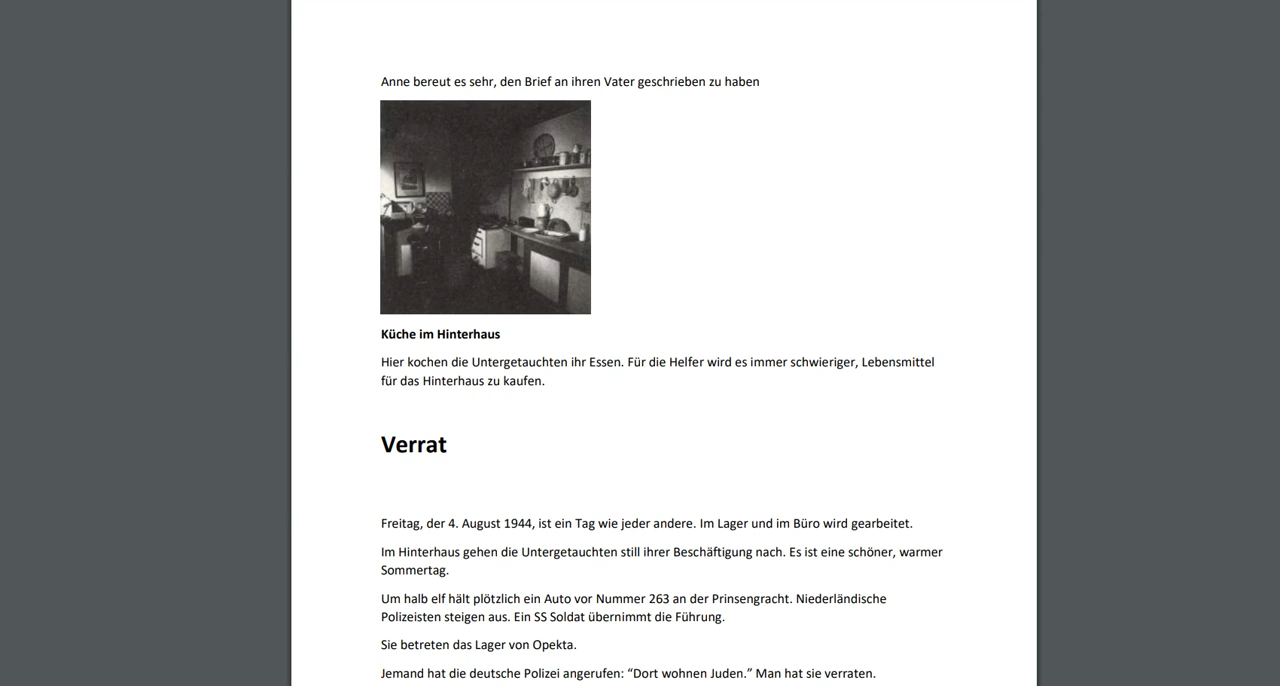 Anne bereut es sehr, den Brief an ihren Vater geschrieben zu haben
Küche im Hinterhaus
Hier kochen die Untergetauchten ihr Essen. Für die Helfer wird es immer schwieriger, Lebensmittel
für das Hinterhaus zu kaufen.
Verrat
Freitag, der 4. August 1944, ist ein Tag wie jeder andere. Im Lager und im Büro wird gearbeitet.
Im Hinterhaus gehen die Untergetauchten still ihrer Beschäftigung nach. Es ist eine schöner, warmer
Sommertag.
Um halb elf hält plötzlich ein Auto vor Nummer 263 an der Prinsengracht. Niederländische
Polizeisten steigen aus. Ein SS Soldat übernimmt die Führung.
Sie betreten das Lager von Opekta.
Jemand hat die deutsche Polizei angerufen: “Dort wohnen Juden.” Man hat sie verraten.